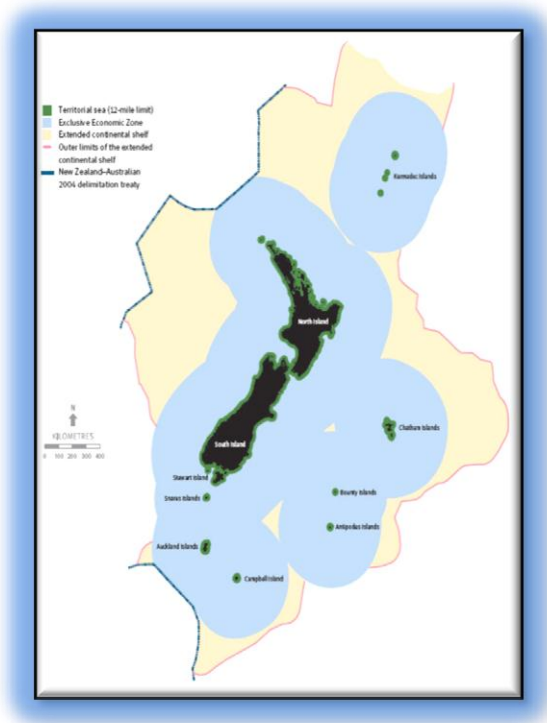 Territorial sea (12-mile limit)
Exclusive Economic Zone
Extended continental shelf
Outer limits of the extended
continental shelf
New Zealand–Australian
2004 delimitation treaty
Kermadec Islands
North Island
N
KILOMETRES
0 100 200 300 400
Chatham Islands
South Island
Stewart Island
Snares Islands
Bounty Islands
Antipodes Islands
Auckland Islands
Campbell Island